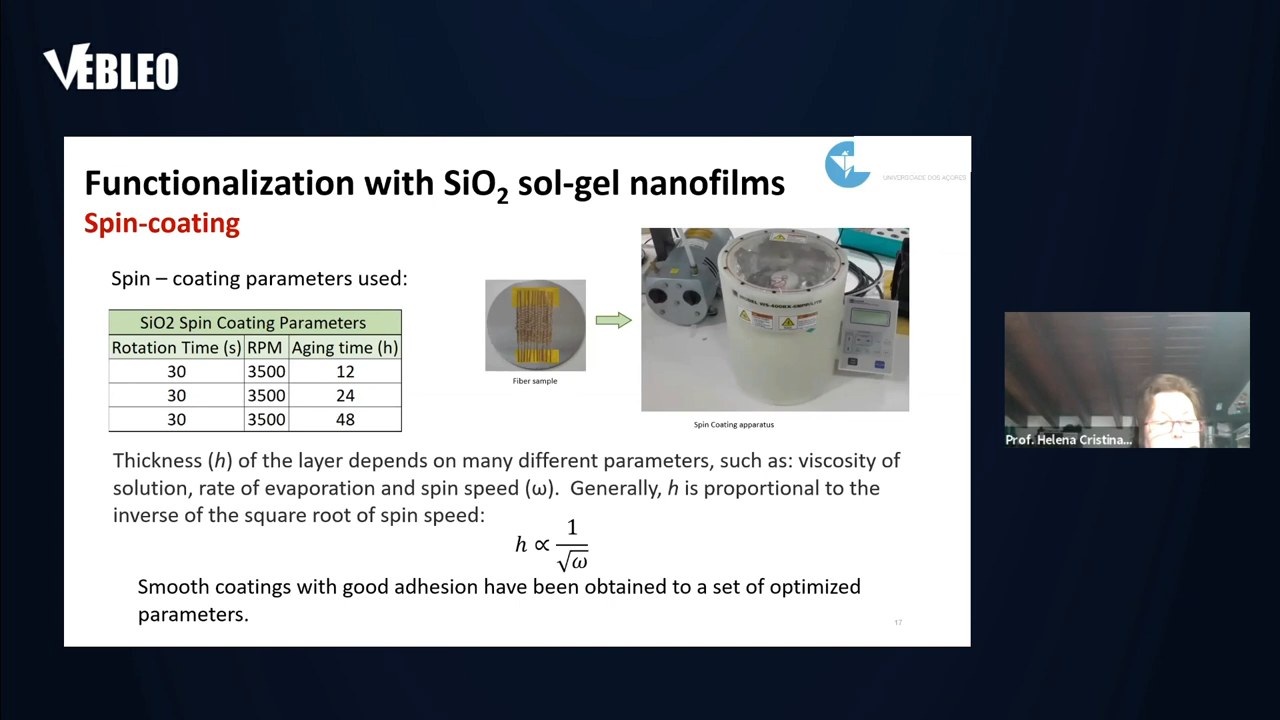 VEBLEO
Functionalization with SiO2 sol-gel nanofilms
UNIVERSIDADE DOS AÇORES
Spin-coating
Spin – coating parameters used:
SiO2 Spin Coating Parameters
Rotation Time (s) RPM Aging time (h)
30 3500 12
30 3500 24
30 3500 48
Fiber sample
Spin Coating apparatus
Prof. Helena Cristina...
Thickness (h) of the layer depends on many different parameters, such as: viscosity of
solution, rate of evaporation and spin speed (ω). Generally, h is proportional to the
inverse of the square root of spin speed:
h ∝ 1/√ω
Smooth coatings with good adhesion have been obtained to a set of optimized
parameters.
17